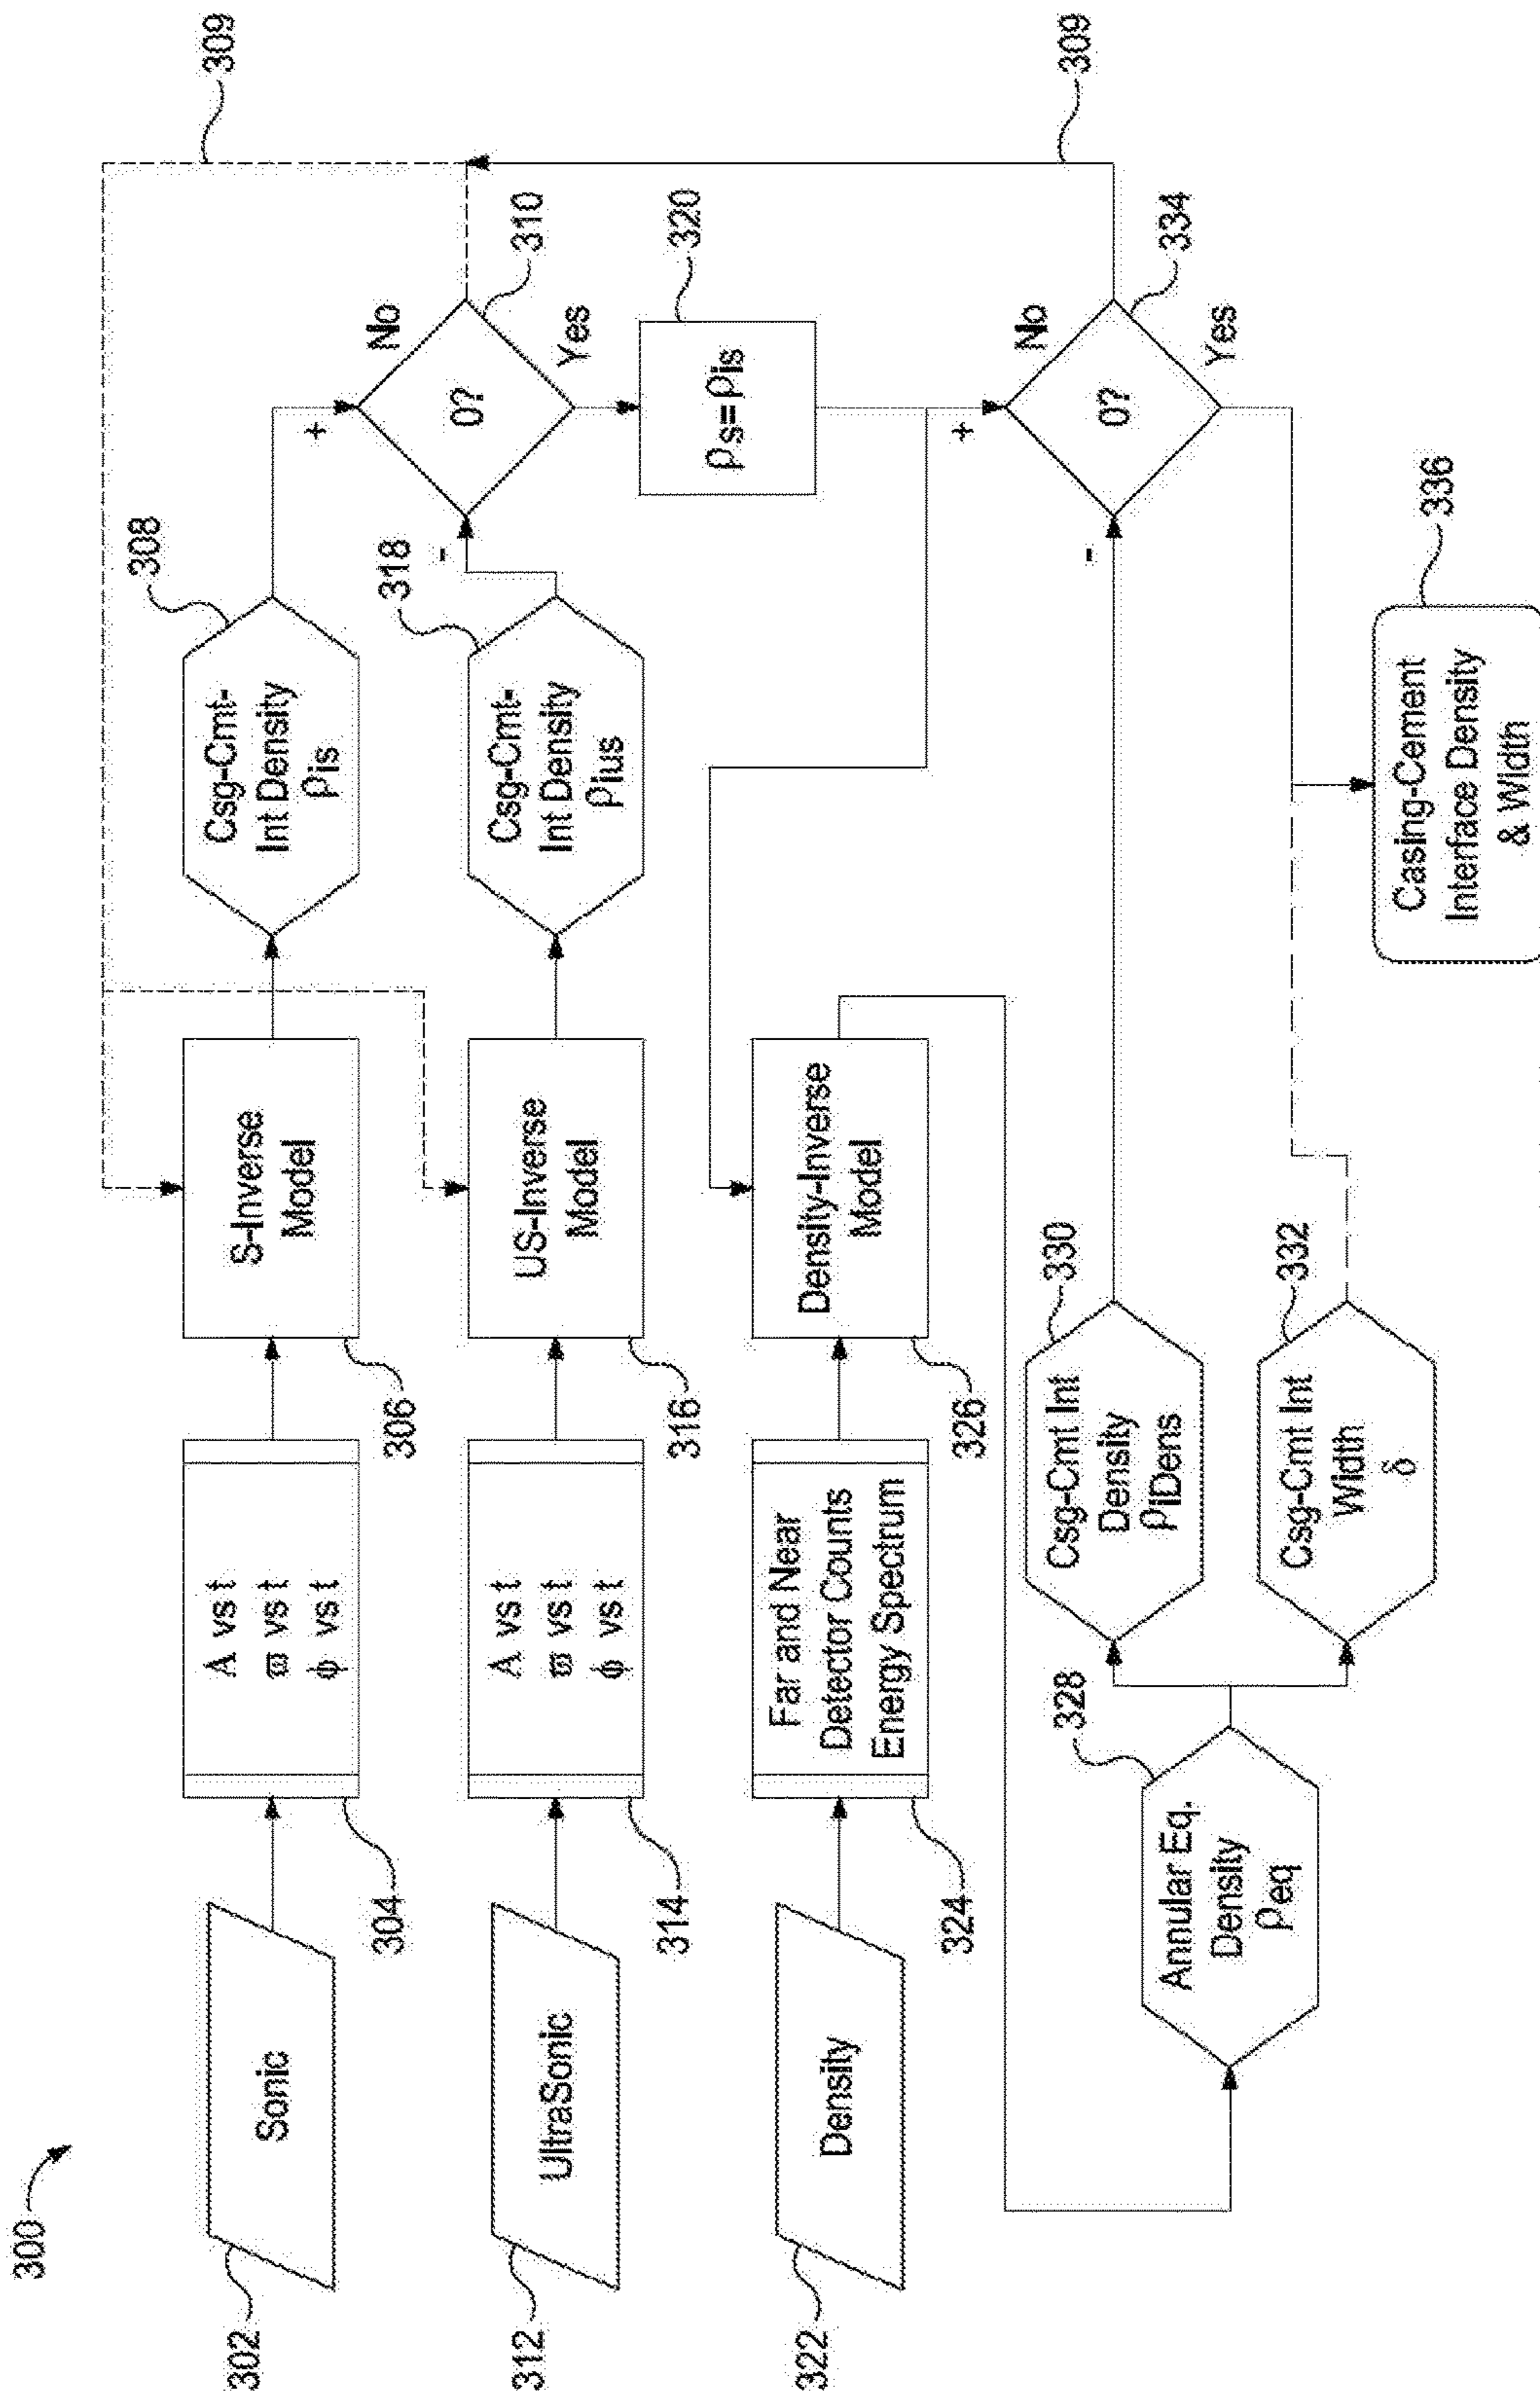 300
302
Sonic
304
A vs t
ϖ vs t
ϕ vs t
306
S-Inverse
Model
308
Csg-Cmt-
Int Density
ρis
309
+
No
0?
310
Yes
312
UltraSonic
314
A vs t
ϖ vs t
ϕ vs t
316
US-Inverse
Model
318
Csg-Cmt-
Int Density
ρius
-
320
ρs=ρis
322
Density
324
Far and Near
Detector Counts
Energy Spectrum
326
Density-Inverse
Model
328
Annular Eq.
Density
ρeq
330
Csg-Cmt Int
Density
ρIDens
332
Csg-Cmt Int
Width
δ
+
-
No
0?
334
Yes
309
336
Casing-Cement
Interface Density
& Width